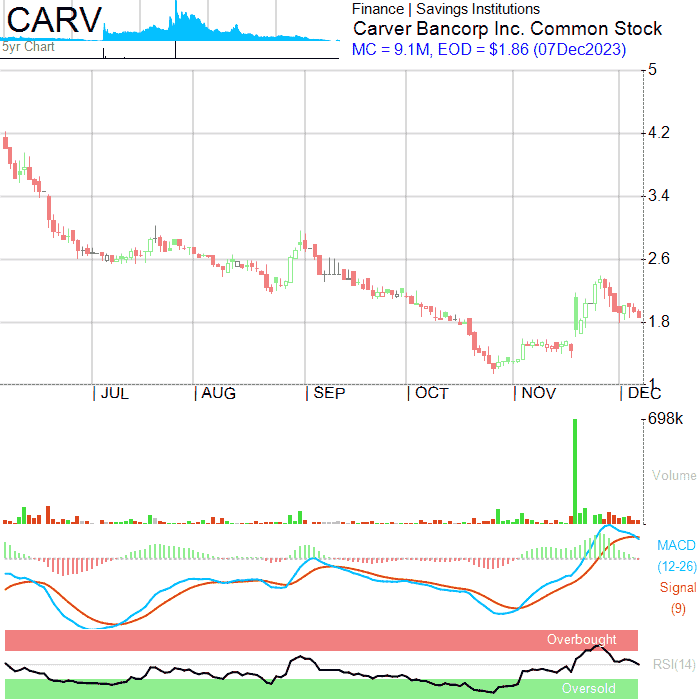 CARV
5yr Chart
Finance | Savings Institutions
Carver Bancorp Inc. Common Stock
MC = 9.1M, EOD = $1.86 (07Dec2023)
5
4.2
3.4
2.6
1.8
1
JUL AUG SEP OCT NOV DEC
698k
Volume
MACD
(12-26)
Signal
(9)
Overbought
RSI(14)
Oversold